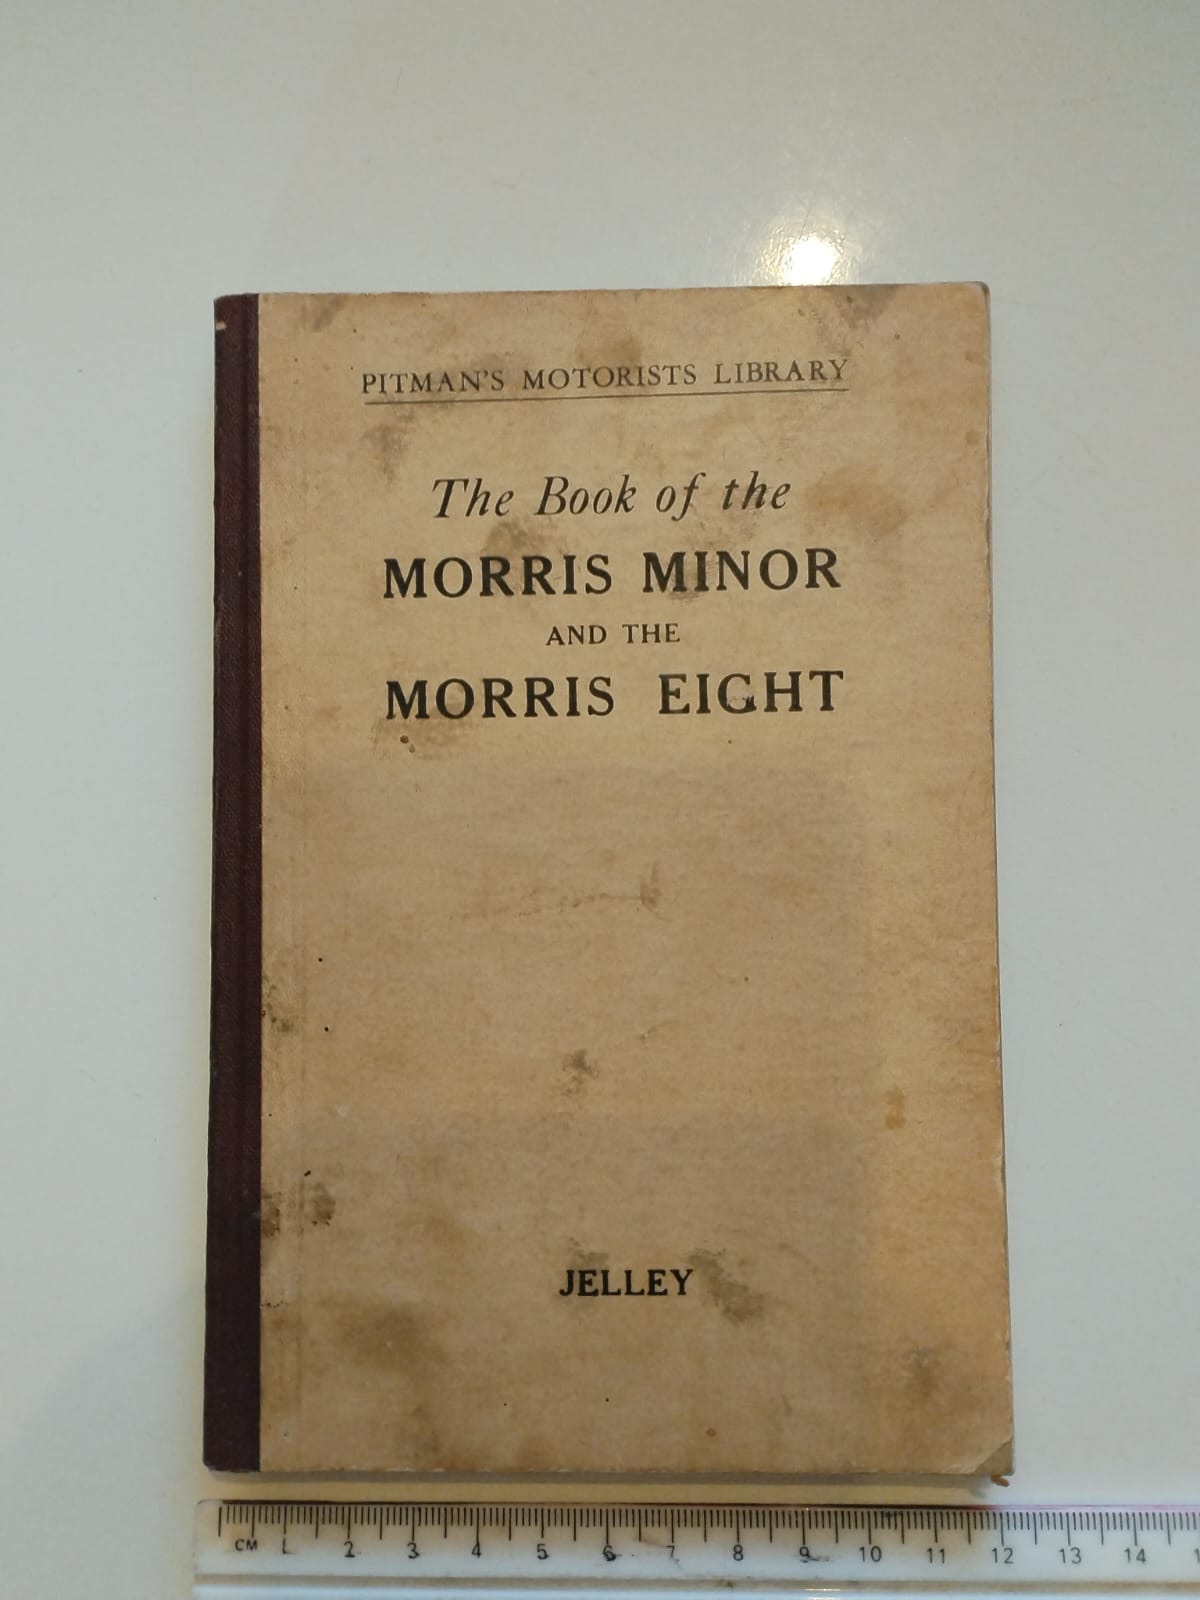 PITMAN'S MOTORISTS LIBRARY
The Book of the
MORRIS MINOR
AND THE
MORRIS EIGHT
JELLEY
CM 1 2 3 4 5 6 7 8 9 10 11 12 13 14